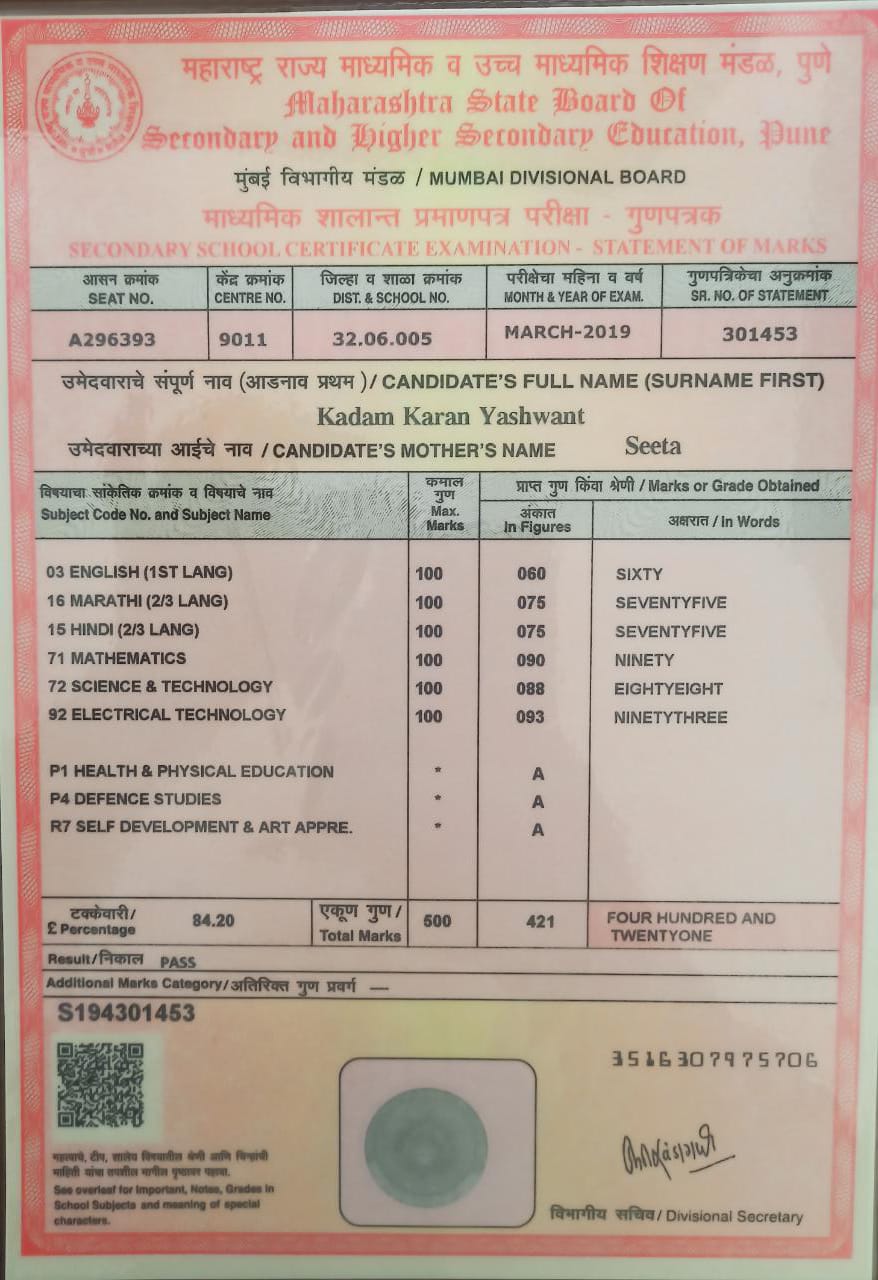 महाराष्ट्र राज्य माध्यमिक व उच्च माध्यमिक शिक्षण मंडळ, पुणे
Maharashtra State Board Of
Secondary and Higher Secondary Education, Pune
मुंबई विभागीय मंडळ / MUMBAI DIVISIONAL BOARD
माध्यमिक शालान्त प्रमाणपत्र परीक्षा - गुणपत्रक
SECONDARY SCHOOL CERTIFICATE EXAMINATION - STATEMENT OF MARKS
आसन क्रमांक केंद्र क्रमांक जिल्हा व शाळा क्रमांक परीक्षेचा महिना व वर्ष गुणपत्रिकेचा अनुक्रमांक
SEAT NO. CENTRE NO. DIST. & SCHOOL NO. MONTH & YEAR OF EXAM. SR. NO. OF STATEMENT
A296393 9011 32.06.005 MARCH-2019 301453
उमेदवाराचे संपूर्ण नाव (आडनाव प्रथम) / CANDIDATE'S FULL NAME (SURNAME FIRST)
Kadam Karan Yashwant
उमेदवाराच्या आईचे नाव / CANDIDATE'S MOTHER'S NAME Seeta
विषयाचा सांकेतिक क्रमांक व विषयाचे नाव
Subject Code No. and Subject Name
कमाल
गुण
Max.
Marks
प्राप्त गुण किंवा श्रेणी / Marks or Grade Obtained
अंकात
In Figures
अक्षरात / In Words
03 ENGLISH (1ST LANG) 100 060 SIXTY
16 MARATHI (2/3 LANG) 100 075 SEVENTYFIVE
15 HINDI (2/3 LANG) 100 075 SEVENTYFIVE
71 MATHEMATICS 100 090 NINETY
72 SCIENCE & TECHNOLOGY 100 088 EIGHTYEIGHT
92 ELECTRICAL TECHNOLOGY 100 093 NINETYTHREE
P1 HEALTH & PHYSICAL EDUCATION * A
P4 DEFENCE STUDIES * A
R7 SELF DEVELOPMENT & ART APPRE. * A
टक्केवारी/
£ Percentage
84.20
एकूण गुण /
Total Marks
500 421
FOUR HUNDRED AND
TWENTYONE
Result/निकाल PASS
Additional Marks Category/अतिरिक्त गुण प्रवर्ग —
S194301453
3516307975706
महत्वाचे, टीप, शालेय विषयातील श्रेणी आणि चिन्हांची
माहिती यांचा तपशील मागील पृष्ठावर पहावा.
See overleaf for Important, Notes, Grades in
School Subjects and meaning of special
characters.
विभागीय सचिव / Divisional Secretary